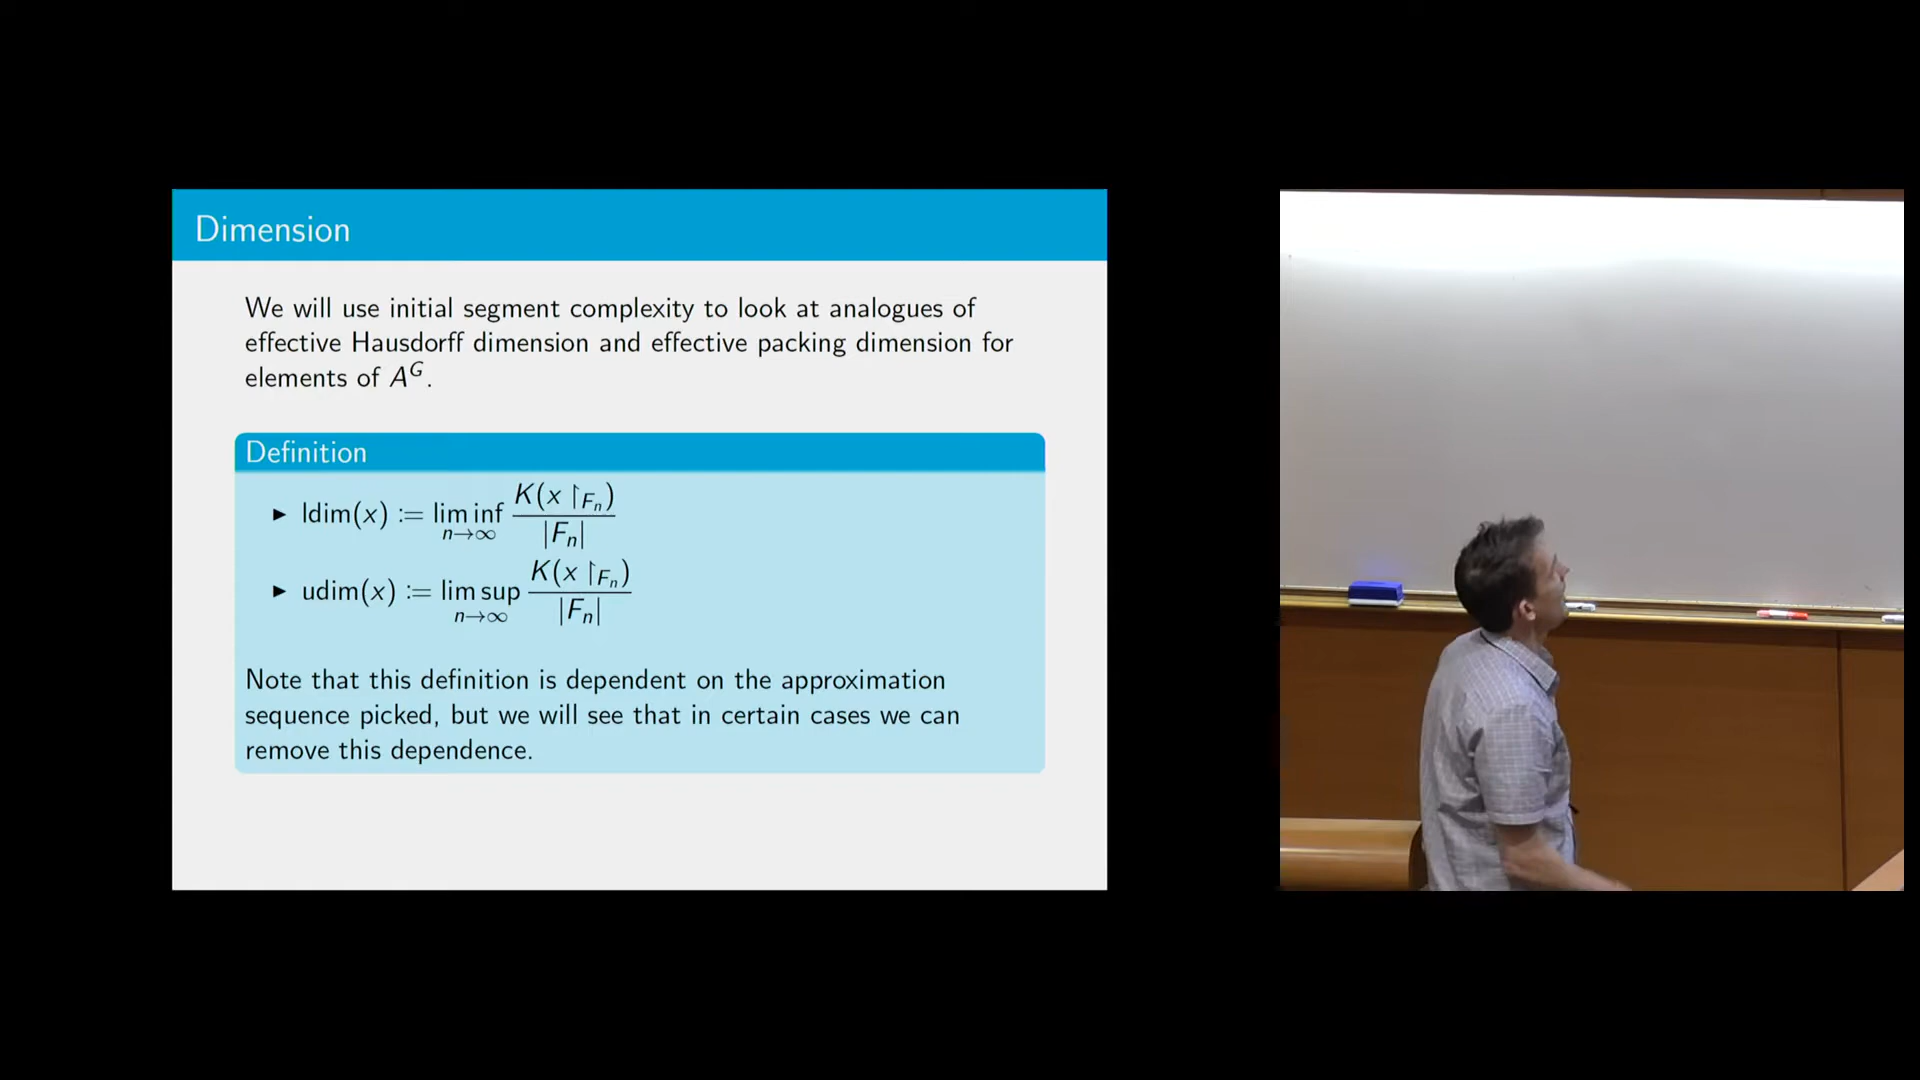 Dimension
We will use initial segment complexity to look at analogues of
effective Hausdorff dimension and effective packing dimension for
elements of A^G.
Definition
▶ ldim(x) := lim inf_{n→∞} K(x ↾_{F_n}) / |F_n|
▶ udim(x) := lim sup_{n→∞} K(x ↾_{F_n}) / |F_n|
Note that this definition is dependent on the approximation
sequence picked, but we will see that in certain cases we can
remove this dependence.